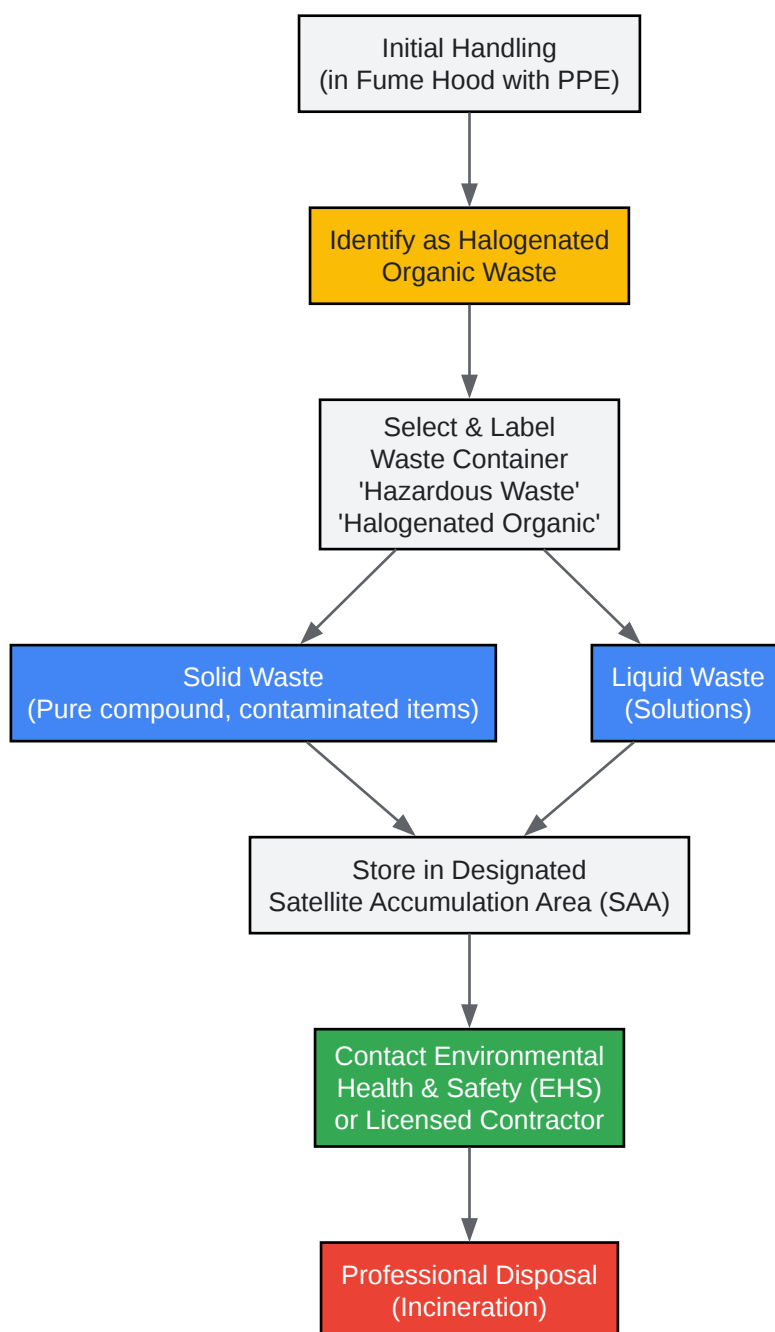 Initial Handling
(in Fume Hood with PPE)
Identify as Halogenated
Organic Waste
Select & Label
Waste Container
'Hazardous Waste'
'Halogenated Organic'
Solid Waste
(Pure compound, contaminated items)
Liquid Waste
(Solutions)
Store in Designated
Satellite Accumulation Area (SAA)
Contact Environmental
Health & Safety (EHS)
or Licensed Contractor
Professional Disposal
(Incineration)